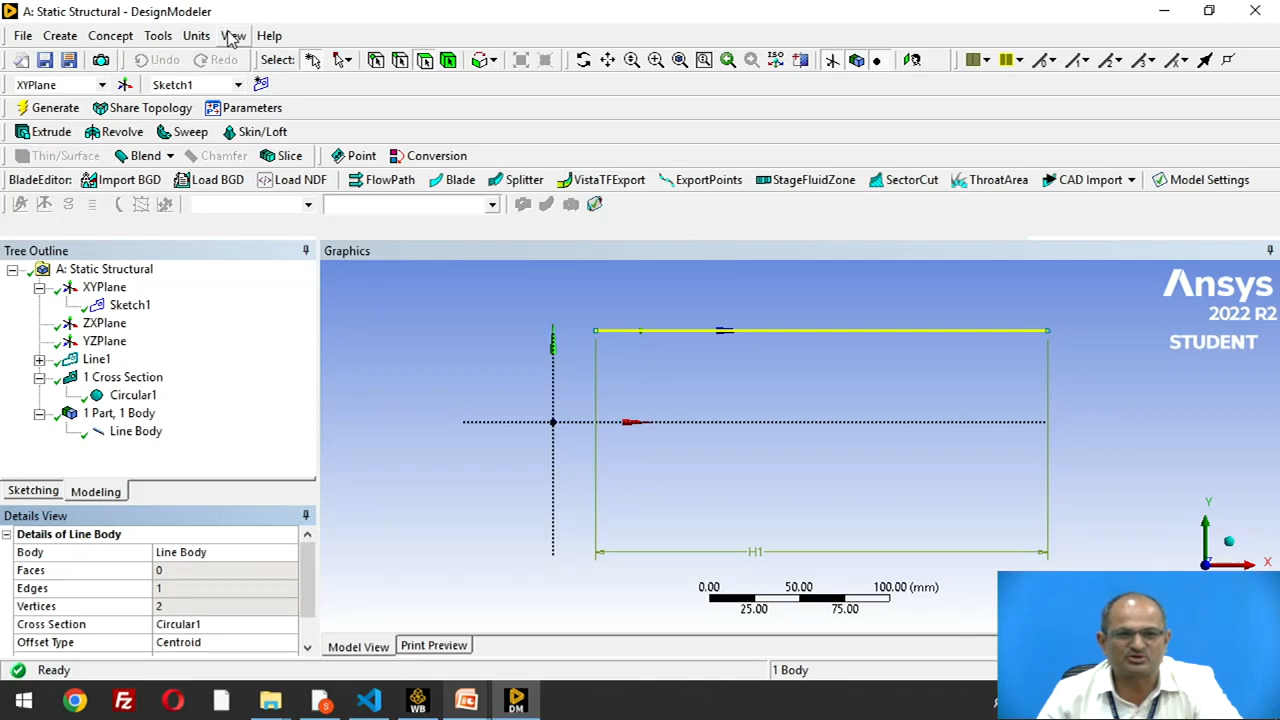 A: Static Structural - DesignModeler
File Create Concept Tools Units View Help
Undo Redo Select: ISO
XYPlane Sketch1
Generate Share Topology Parameters
Extrude Revolve Sweep Skin/Loft
Thin/Surface Blend Chamfer Slice Point Conversion
BladeEditor: Import BGD Load BGD Load NDF FlowPath Blade Splitter VistaTFExport ExportPoints StageFluidZone SectorCut ThroatArea CAD Import Model Settings
Tree Outline
A: Static Structural
XYPlane
Sketch1
ZXPlane
YZPlane
Line1
1 Cross Section
Circular1
1 Part, 1 Body
Line Body
Sketching Modeling
Details View
Details of Line Body
Body Line Body
Faces 0
Edges 1
Vertices 2
Cross Section Circular1
Offset Type Centroid
Graphics
Ansys
2022 R2
STUDENT
H1
Y
X
0.00 50.00 100.00 (mm)
25.00 75.00
Model View Print Preview
Ready 1 Body
WB DM